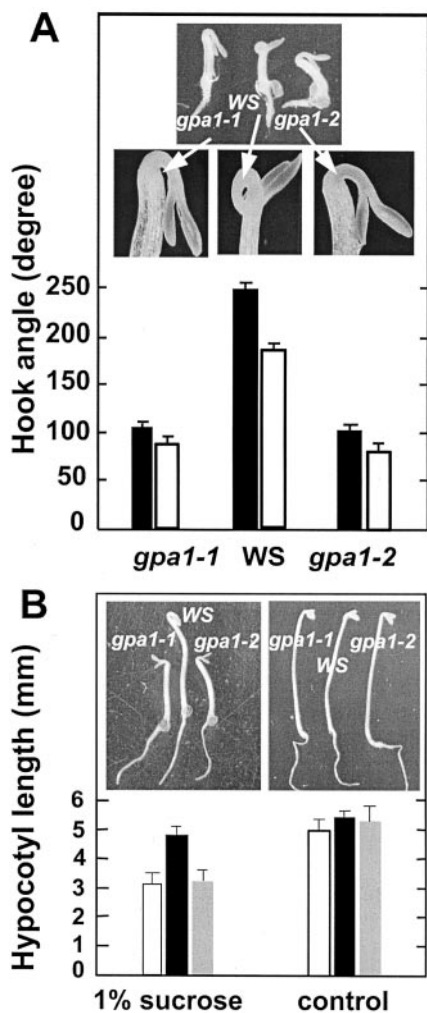 A
WS
gpa1-1 gpa1-2
Hook angle (degree)
250
200
150
100
50
0
gpa1-1 WS gpa1-2
B
WS
gpa1-1 gpa1-2
gpa1-1 gpa1-2
WS
Hypocotyl length (mm)
6
5
4
3
2
1
0
1% sucrose control